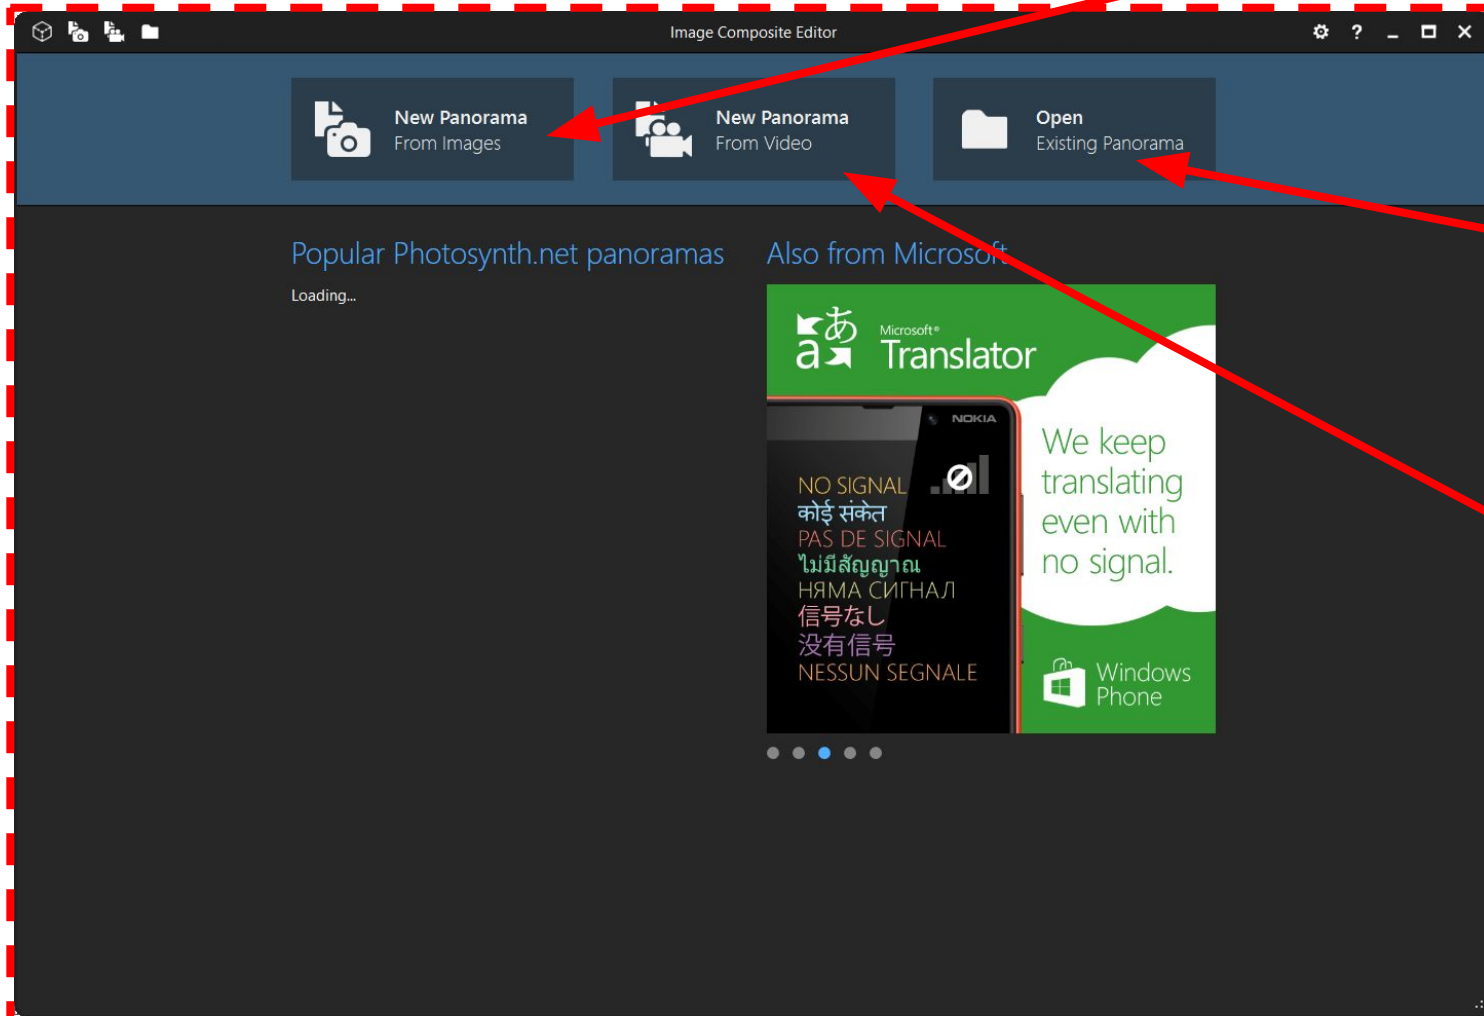 Image Composite Editor
?
New Panorama
From Images
New Panorama
From Video
Open
Existing Panorama
Popular Photosynth.net panoramas
Loading...
Also from Microsoft
あ
a
Microsoft®
Translator
NOKIA
NO SIGNAL
कोई संकेत
PAS DE SIGNAL
ไม่มีสัญญาณ
НЯМА СИГНАЛ
信号なし
没有信号
NESSUN SEGNALE
We keep
translating
even with
no signal.
Windows
Phone